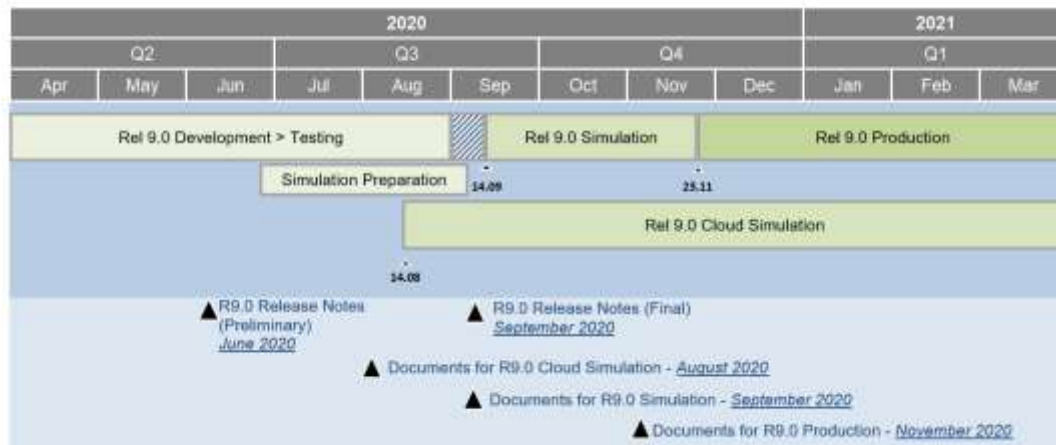 2020 2021
Q2 Q3 Q4 Q1
Apr May Jun Jul Aug Sep Oct Nov Dec Jan Feb Mar
Rel 9.0 Development > Testing Rel 9.0 Simulation Rel 9.0 Production
Simulation Preparation 14.09 23.11
Rel 9.0 Cloud Simulation
14.08
R9.0 Release Notes
(Preliminary)
June 2020
R9.0 Release Notes (Final)
September 2020
Documents for R9.0 Cloud Simulation - August 2020
Documents for R9.0 Simulation - September 2020
Documents for R9.0 Production - November 2020